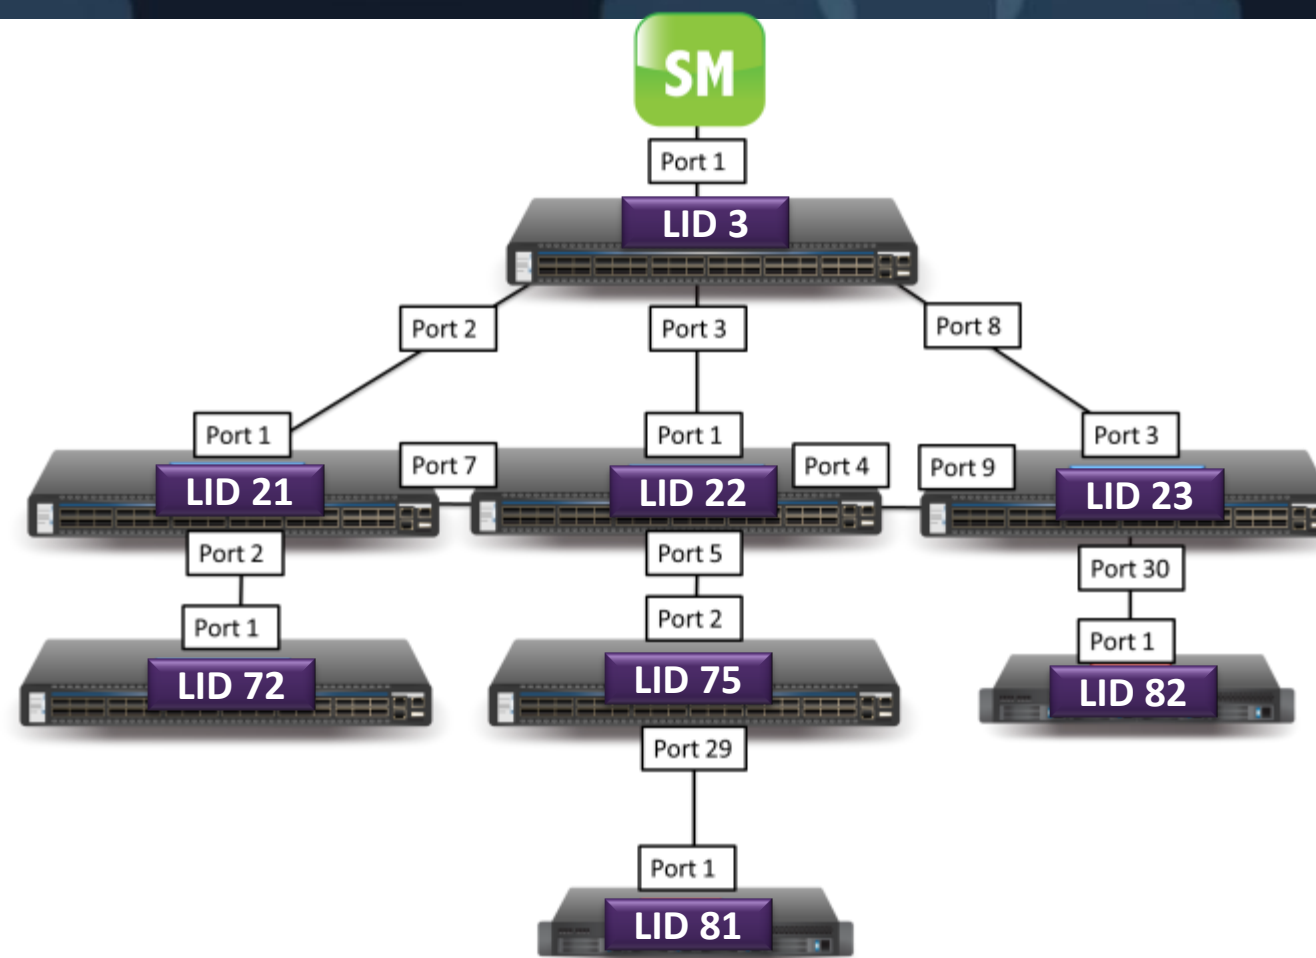 SM
Port 1
LID 3
Port 2
Port 3
Port 8
Port 1
Port 1
Port 3
Port 7
Port 4
Port 9
LID 21
LID 22
LID 23
Port 2
Port 5
Port 30
Port 1
Port 2
Port 1
LID 72
LID 75
LID 82
Port 29
Port 1
LID 81